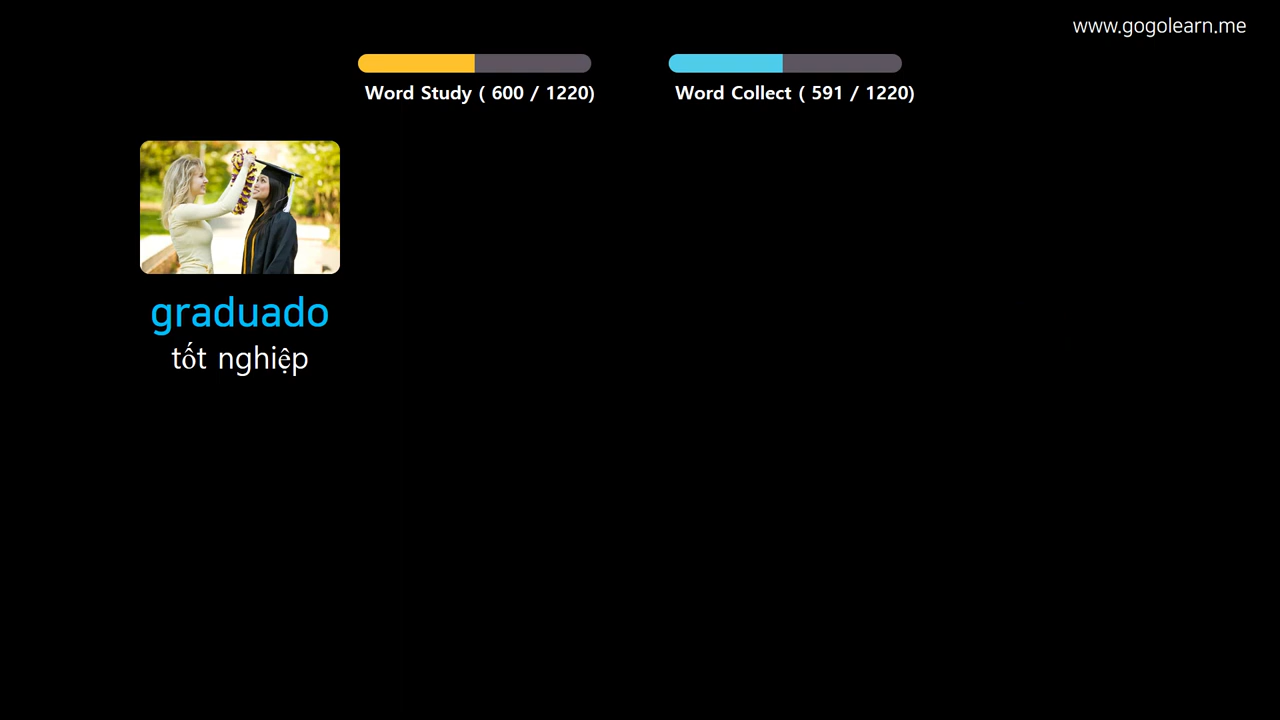 www.gogolearn.me
Word Study ( 600 / 1220)
Word Collect ( 591 / 1220)
graduado
tốt nghiệp